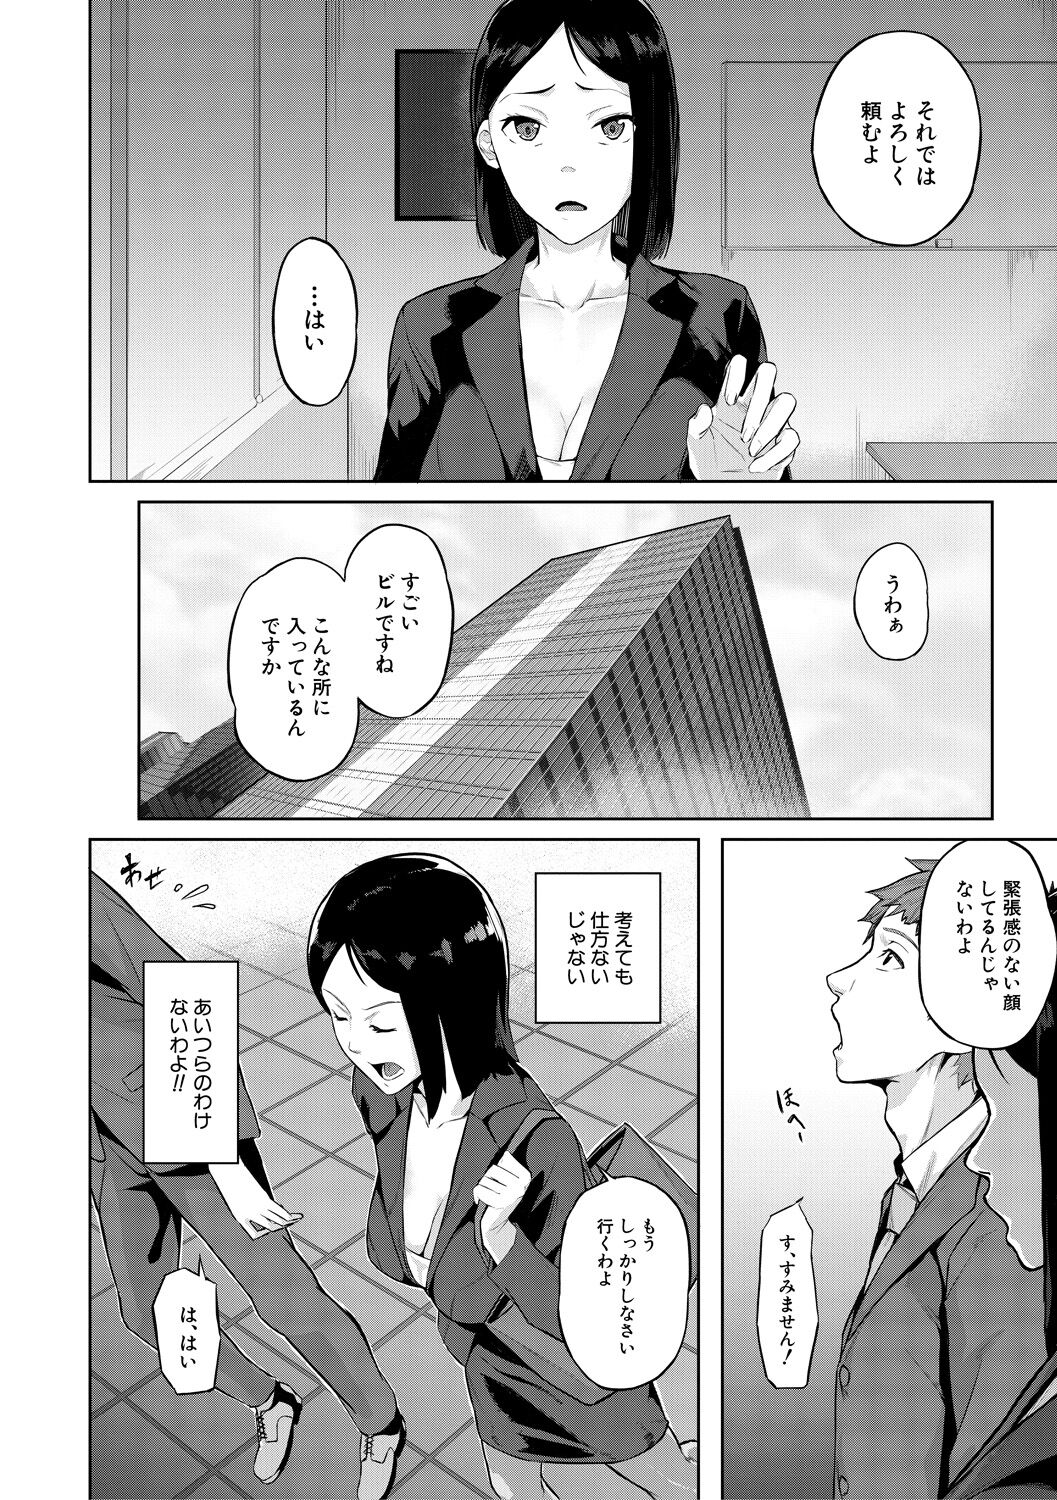 それでは
よろしく
頼むよ
…はい
うわぁ
すごい
ビルですね
こんな所に
入っているん
ですか
緊張感のない顔
してるんじゃ
ないわよ
ほへ～
す､すみません!
考えても
仕方ない
じゃない
もう
しっかりしなさい
行くわよ
あいつらのわけ
ないわよ!!
わせ
は､はい